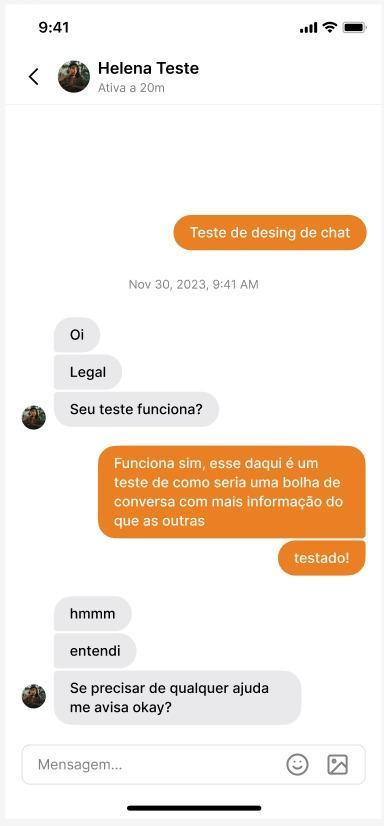 9:41
Helena Teste
Ativa a 20m
Teste de desing de chat
Nov 30, 2023, 9:41 AM
Oi
Legal
Seu teste funciona?
Funciona sim, esse daqui é um
teste de como seria uma bolha de
conversa com mais informação do
que as outras
testado!
hmmm
entendi
Se precisar de qualquer ajuda
me avisa okay?
Mensagem...